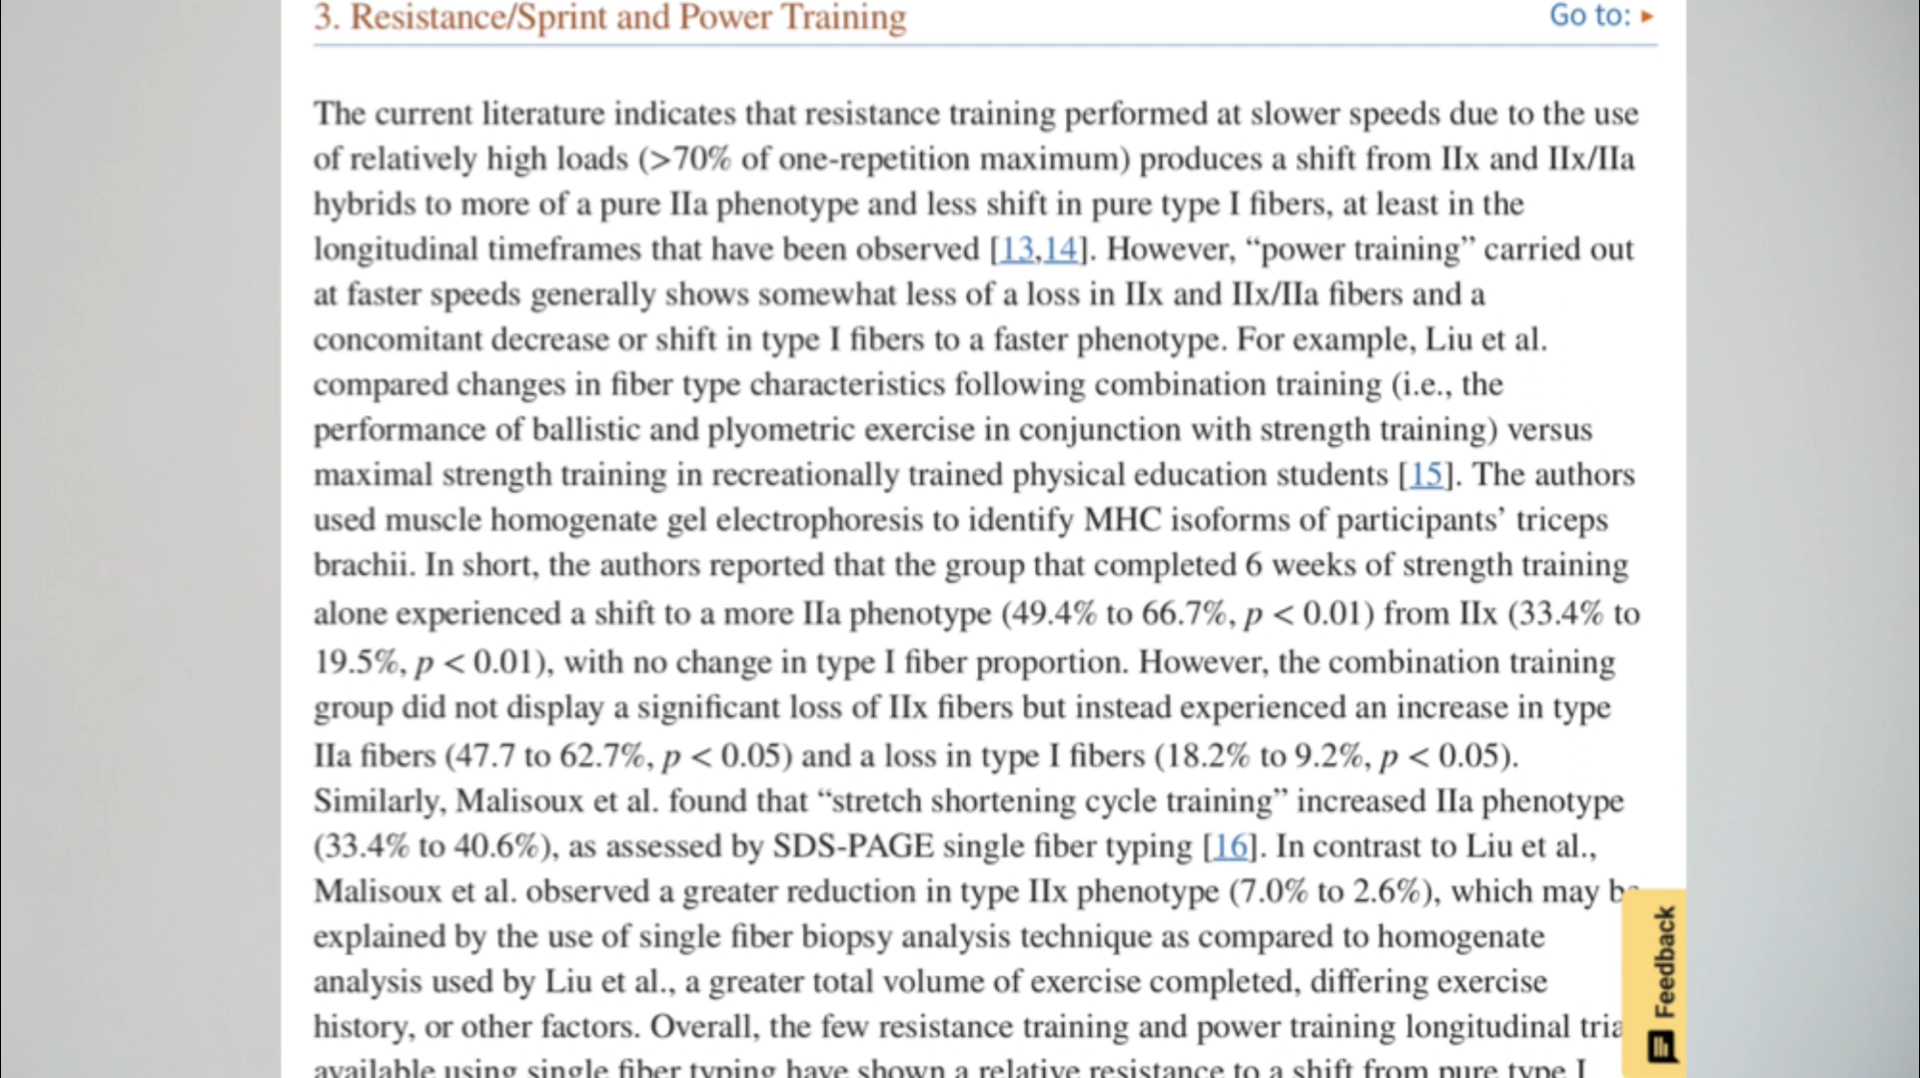 3. Resistance/Sprint and Power Training
Go to:
The current literature indicates that resistance training performed at slower speeds due to the use
of relatively high loads (>70% of one-repetition maximum) produces a shift from IIx and IIx/IIa
hybrids to more of a pure IIa phenotype and less shift in pure type I fibers, at least in the
longitudinal timeframes that have been observed [13,14]. However, “power training” carried out
at faster speeds generally shows somewhat less of a loss in IIx and IIx/IIa fibers and a
concomitant decrease or shift in type I fibers to a faster phenotype. For example, Liu et al.
compared changes in fiber type characteristics following combination training (i.e., the
performance of ballistic and plyometric exercise in conjunction with strength training) versus
maximal strength training in recreationally trained physical education students [15]. The authors
used muscle homogenate gel electrophoresis to identify MHC isoforms of participants’ triceps
brachii. In short, the authors reported that the group that completed 6 weeks of strength training
alone experienced a shift to a more IIa phenotype (49.4% to 66.7%, p < 0.01) from IIx (33.4% to
19.5%, p < 0.01), with no change in type I fiber proportion. However, the combination training
group did not display a significant loss of IIx fibers but instead experienced an increase in type
IIa fibers (47.7 to 62.7%, p < 0.05) and a loss in type I fibers (18.2% to 9.2%, p < 0.05).
Similarly, Malisoux et al. found that “stretch shortening cycle training” increased IIa phenotype
(33.4% to 40.6%), as assessed by SDS-PAGE single fiber typing [16]. In contrast to Liu et al.,
Malisoux et al. observed a greater reduction in type IIx phenotype (7.0% to 2.6%), which may be
explained by the use of single fiber biopsy analysis technique as compared to homogenate
analysis used by Liu et al., a greater total volume of exercise completed, differing exercise
history, or other factors. Overall, the few resistance training and power training longitudinal tria
available using single fiber typing have shown a relative resistance to a shift from pure type I
Feedback